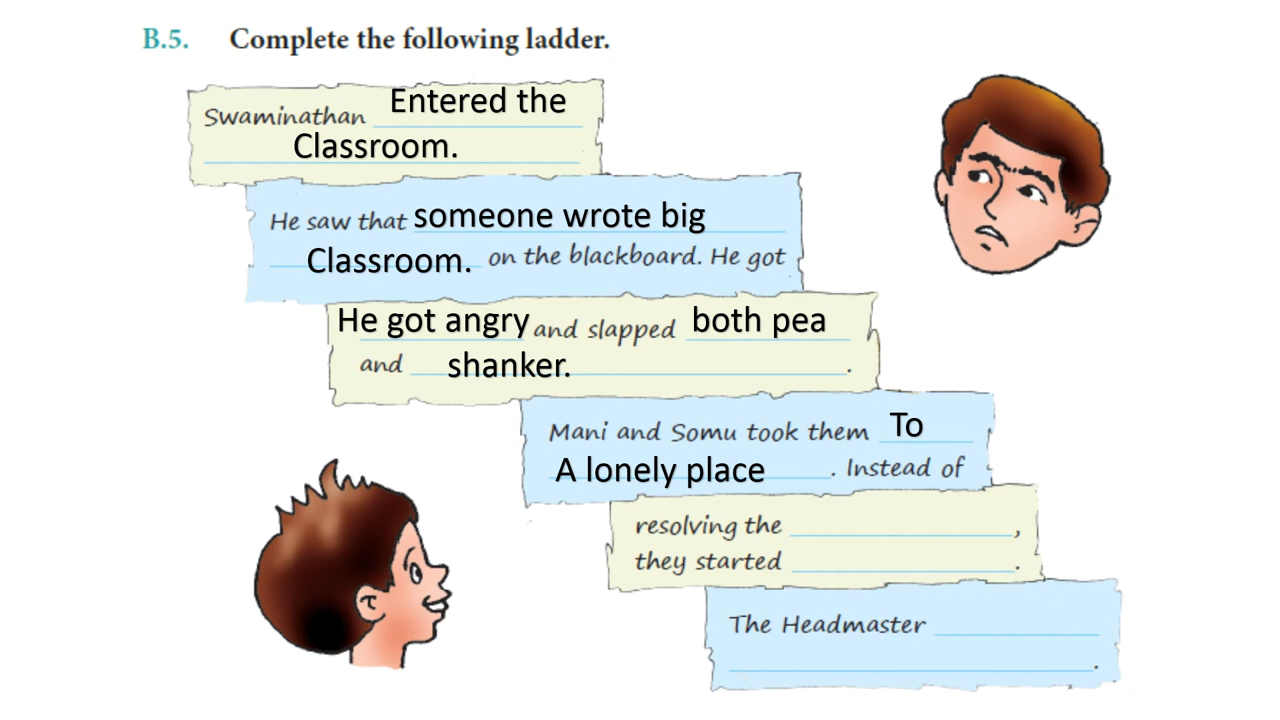 B.5. Complete the following ladder.
Swaminathan Entered the
Classroom.
He saw that someone wrote big
Classroom. on the blackboard. He got
He got angry and slapped both pea
and shanker.
Mani and Somu took them To
A lonely place. Instead of
resolving the ,
they started .
The Headmaster
.